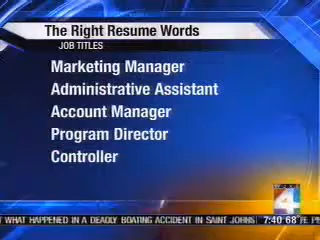 The Right Resume Words
JOB TITLES
Marketing Manager
Administrative Assistant
Account Manager
Program Director
Controller
4
T WHAT HAPPENED IN A DEADLY BOATING ACCIDENT IN SAINT JOHNS
7:40 68°